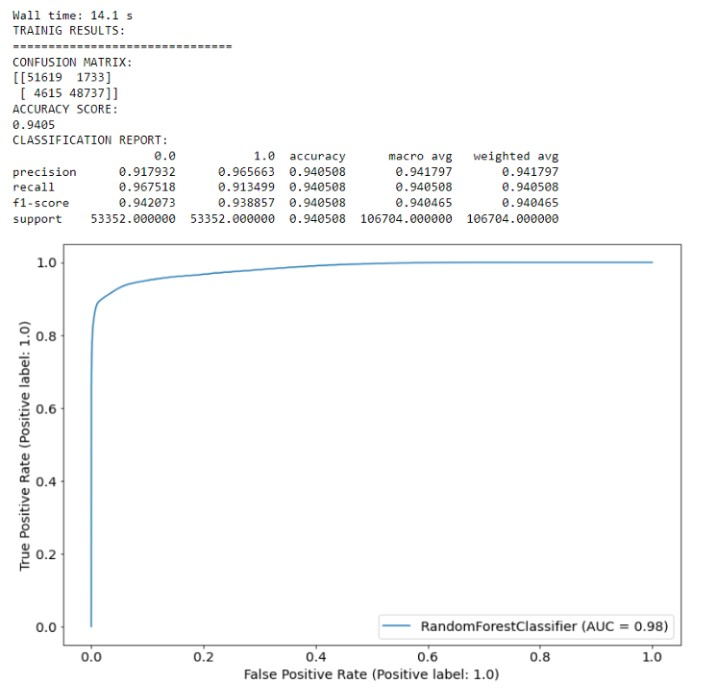 Wall time: 14.1 s
TRAINIG RESULTS:
===============================
CONFUSION MATRIX:
[[51619  1733]
 [ 4615 48737]]
ACCURACY SCORE:
0.9405
CLASSIFICATION REPORT:
0.0 1.0 accuracy macro avg weighted avg
precision 0.917932 0.965663 0.940508 0.941797 0.941797
recall 0.967518 0.913499 0.940508 0.940508 0.940508
f1-score 0.942073 0.938857 0.940508 0.940465 0.940465
support 53352.000000 53352.000000 0.940508 106704.000000 106704.000000
1.0
0.8
0.6
0.4
0.2
0.0
True Positive Rate (Positive label: 1.0)
RandomForestClassifier (AUC = 0.98)
0.0 0.2 0.4 0.6 0.8 1.0
False Positive Rate (Positive label: 1.0)